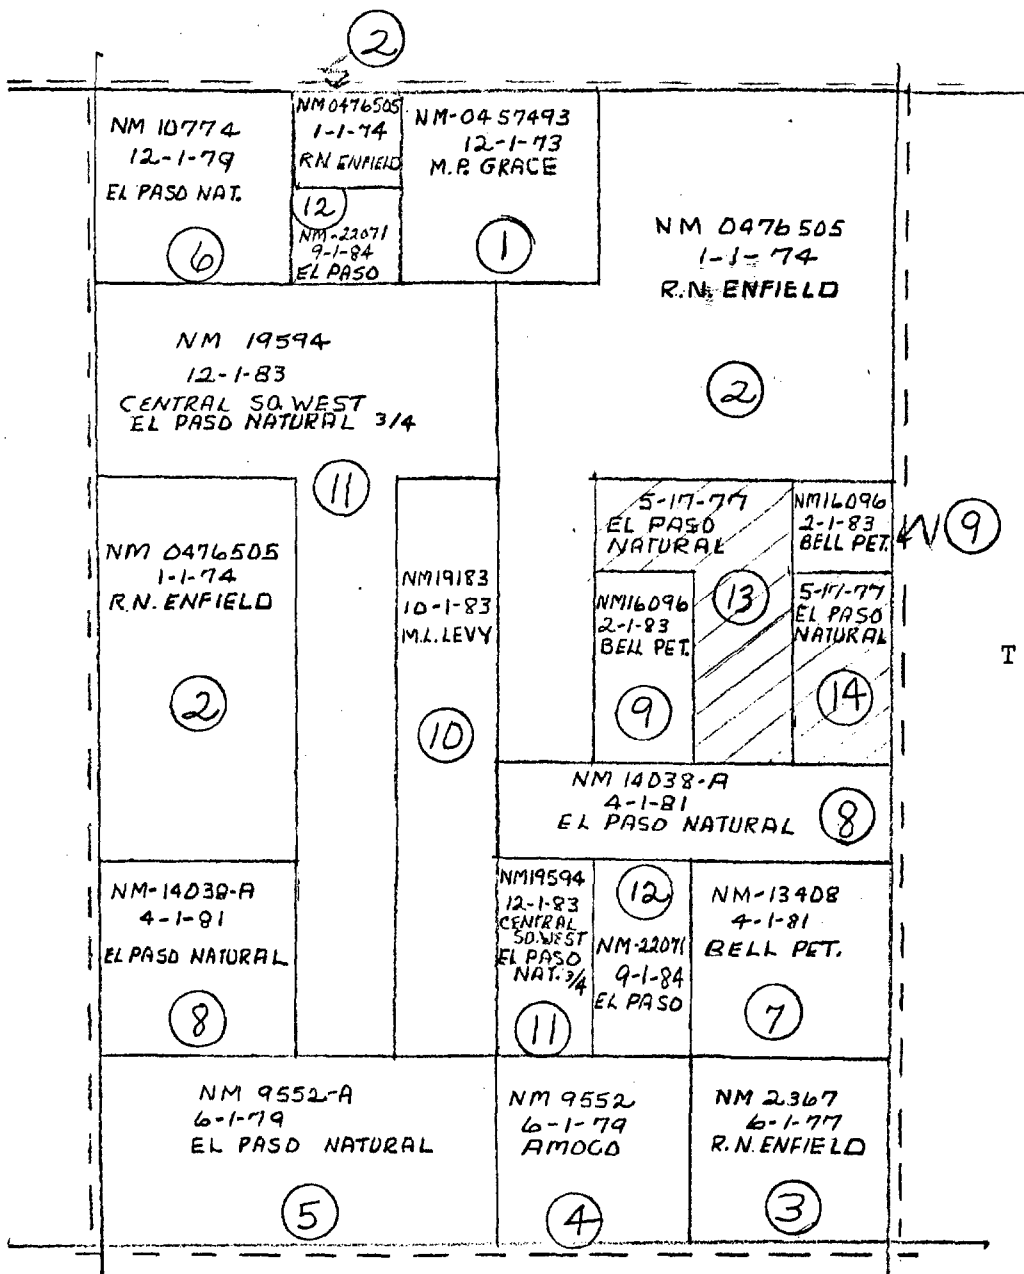 2
NM 10774
12-1-79
EL PASO NAT.
6
NM 0476505
1-1-74
R.N. ENFIELD
12
NM-22071
9-1-84
EL PASO
NM-0457493
12-1-73
M.P. GRACE
1
NM 0476505
1-1-74
R.N. ENFIELD
2
NM 19594
12-1-83
CENTRAL SO. WEST
EL PASO NATURAL 3/4
11
NM 0476505
1-1-74
R.N. ENFIELD
2
NM19183
10-1-83
M.L. LEVY
10
5-17-77
EL PASO
NATURAL
13
NM16096
2-1-83
BELL PET.
9
NM16096
2-1-83
BELL PET.
9
5-17-77
EL PASO
NATURAL
14
T
NM 14038-A
4-1-81
EL PASO NATURAL
8
NM-14038-A
4-1-81
EL PASO NATURAL
8
NM19594
12-1-83
CENTRAL
SO.WEST
EL PASO
NAT. 3/4
11
12
NM-22071
9-1-84
EL PASO
NM-13408
4-1-81
BELL PET.
7
NM 9552-A
6-1-79
EL PASO NATURAL
5
NM 9552
6-1-79
AMOCO
4
NM 2367
6-1-77
R.N. ENFIELD
3